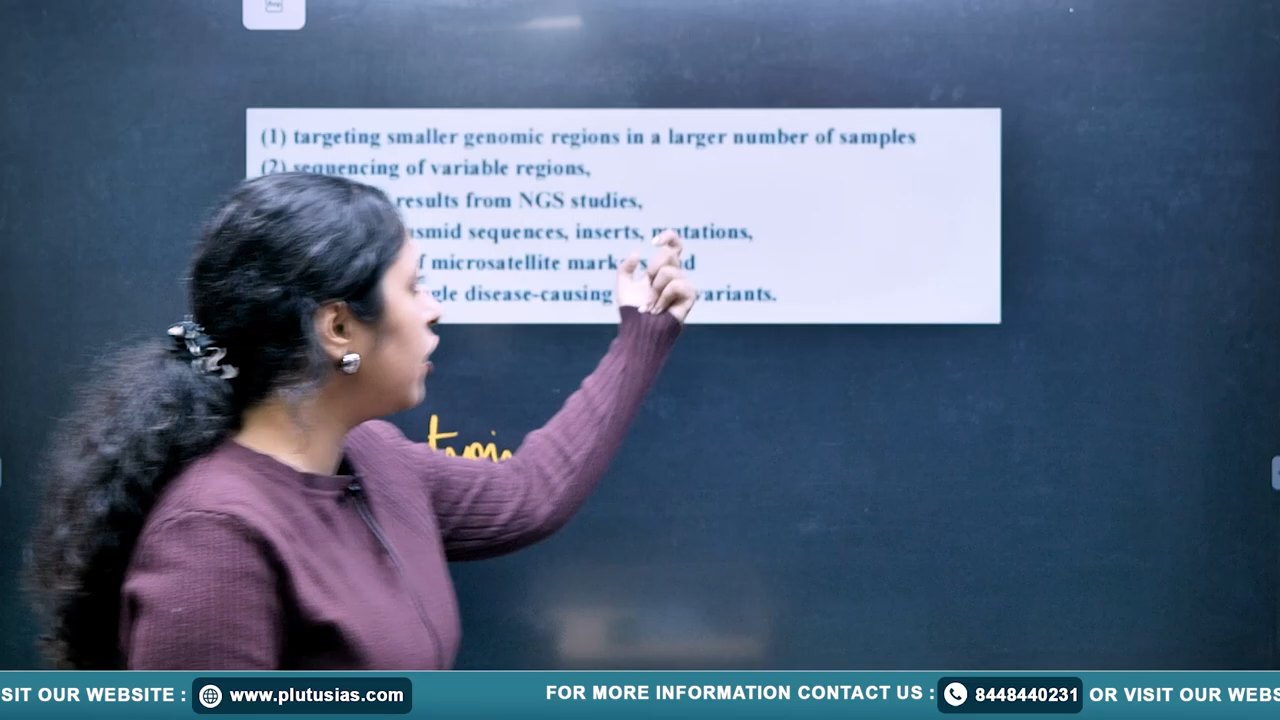 (1) targeting smaller genomic regions in a larger number of samples
(2) sequencing of variable regions,
results from NGS studies,
sequences, inserts, mutations,
microsatellite
disease-causing variants.
SIT OUR WEBSITE : www.plutusias.com FOR MORE INFORMATION CONTACT US : 8448440231 OR VISIT OUR WEBS